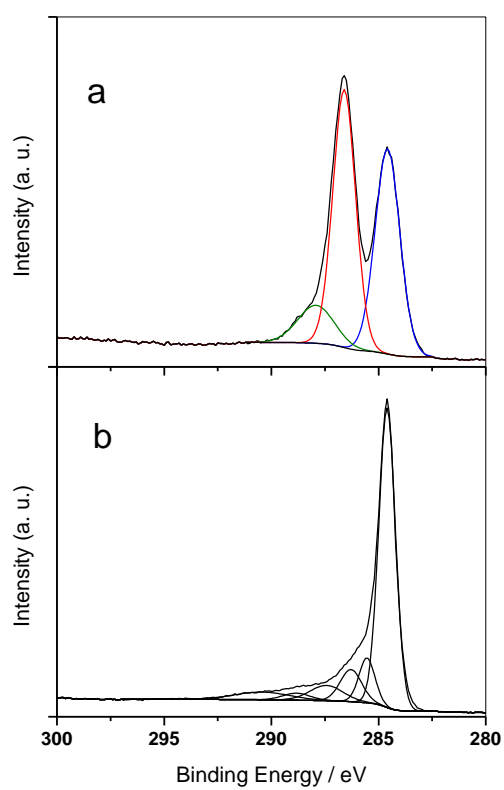 a
Intensity (a. u.)
b
Intensity (a. u.)
300 295 290 285 280
Binding Energy / eV